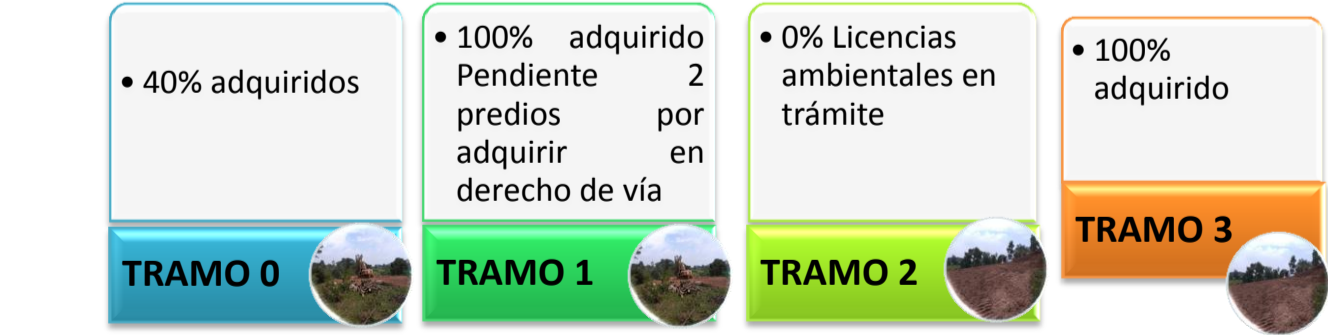 • 40% adquiridos
TRAMO 0
• 100% adquirido
Pendiente 2
predios por
adquirir en
derecho de vía
TRAMO 1
• 0% Licencias
ambientales en
trámite
TRAMO 2
• 100%
adquirido
TRAMO 3